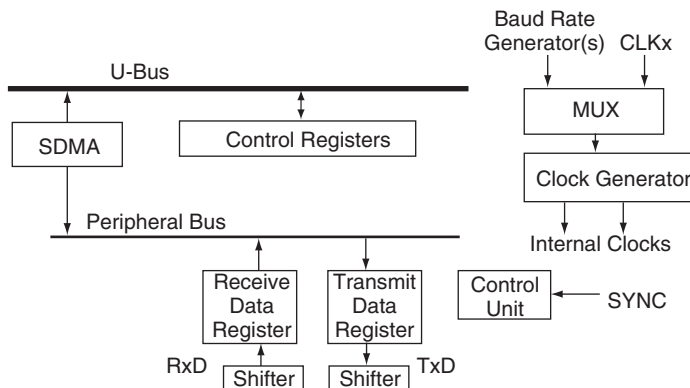 Baud Rate
Generator(s) CLKx
U-Bus
MUX
SDMA
Control Registers
Clock Generator
Peripheral Bus
Internal Clocks
Receive
Data
Register
Transmit
Data
Register
Control
Unit
SYNC
RxD
Shifter
Shifter
TxD